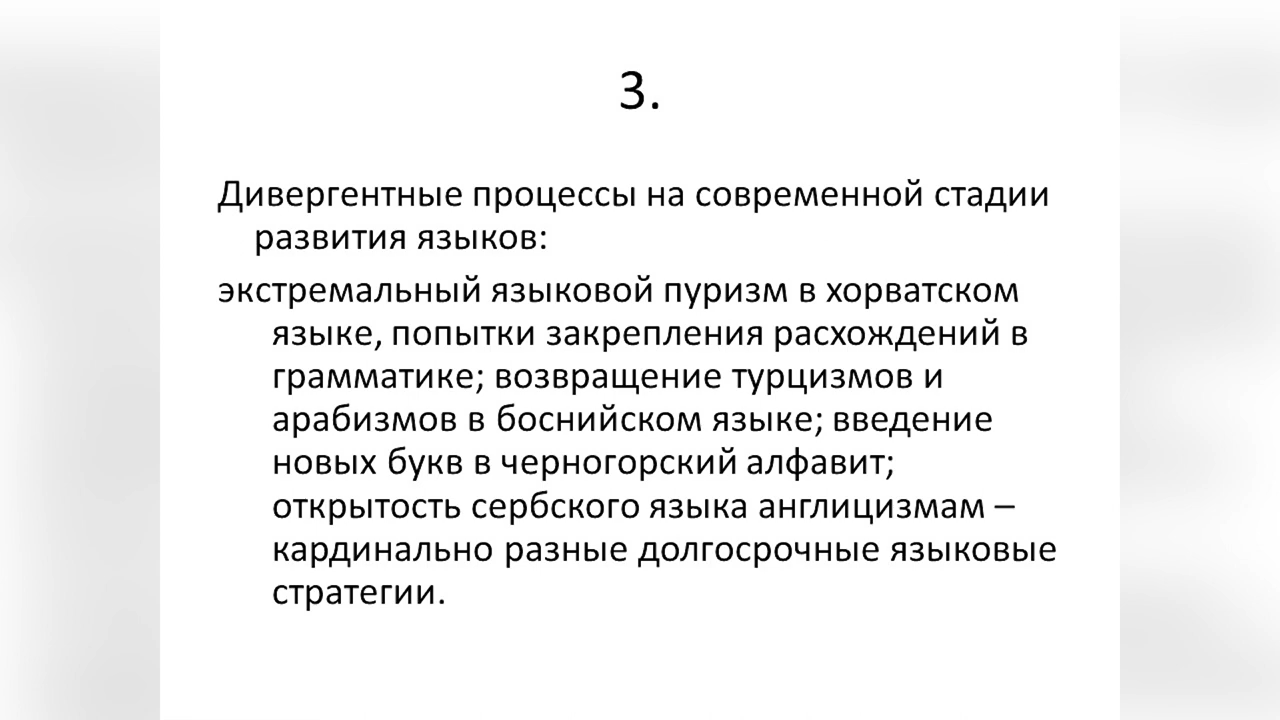 3.
Дивергентные процессы на современной стадии
развития языков:
экстремальный языковой пуризм в хорватском
языке, попытки закрепления расхождений в
грамматике; возвращение турцизмов и
арабизмов в боснийском языке; введение
новых букв в черногорский алфавит;
открытость сербского языка англицизмам –
кардинально разные долгосрочные языковые
стратегии.